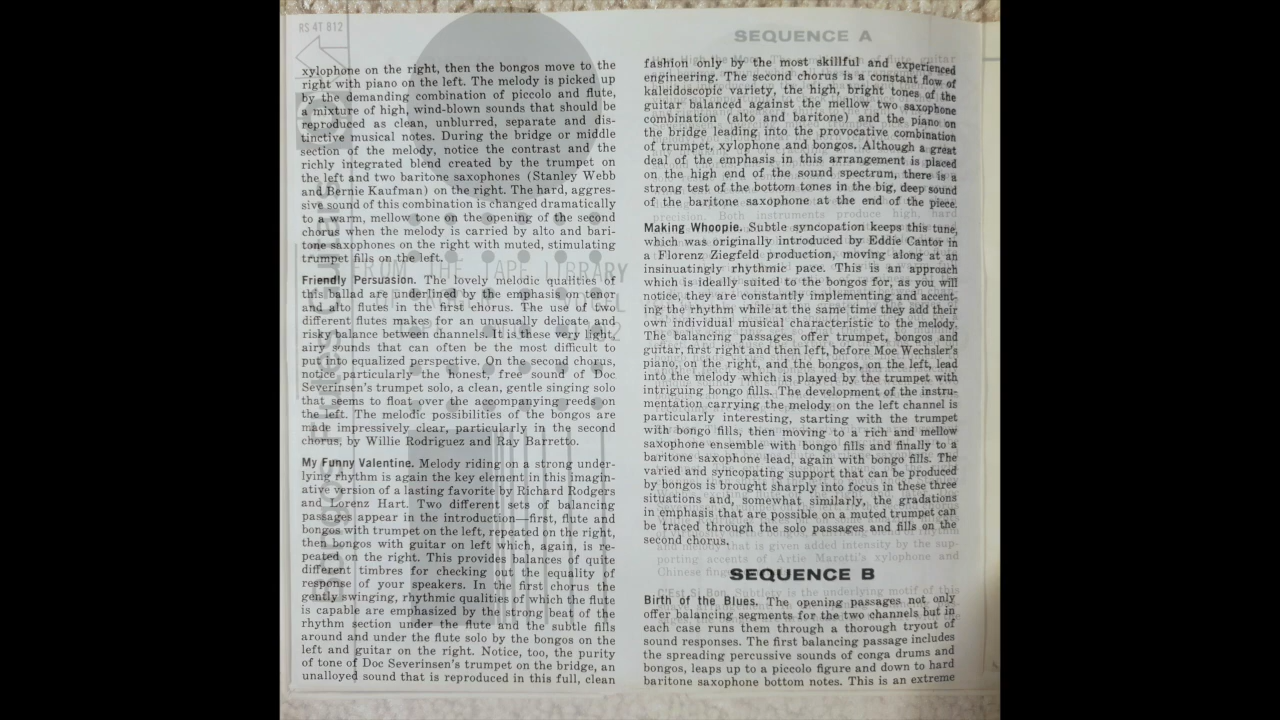 RS 4T 812
xylophone on the right, then the bongos move to the
right with piano on the left. The melody is picked up
by the demanding combination of piccolo and flute,
a mixture of high, wind-blown sounds that should be
reproduced as clean, unblurred, separate and dis-
tinctive musical notes. During the bridge or middle
section of the melody, notice the contrast and the
richly integrated blend created by the trumpet on
the left and two baritone saxophones (Stanley Webb
and Bernie Kaufman) on the right. The hard, aggres-
sive sound of this combination is changed dramatically
to a warm, mellow tone on the opening of the second
chorus when the melody is carried by alto and bari-
tone saxophones on the right with muted, stimulating
trumpet fills on the left.
FROM THE TAPE LIBRARY
Friendly Persuasion. The lovely melodic qualities of
this ballad are underlined by the emphasis on tenor
and alto flutes in the first chorus. The use of two
different flutes makes for an unusually delicate and
risky balance between channels. It is these very light,
airy sounds that can often be the most difficult to
put into equalized perspective. On the second chorus,
notice particularly the honest, free sound of Doc
Severinsen's trumpet solo, a clean, gentle singing solo
that seems to float over the accompanying reeds on
the left. The melodic possibilities of the bongos are
made impressively clear, particularly in the second
chorus, by Willie Rodriguez and Ray Barretto.
My Funny Valentine. Melody riding on a strong under-
lying rhythm is again the key element in this imagin-
ative version of a lasting favorite by Richard Rodgers
and Lorenz Hart. Two different sets of balancing
passages appear in the introduction—first, flute and
bongos with trumpet on the left, repeated on the right,
then bongos with guitar on left which, again, is re-
peated on the right. This provides balances of quite
different timbres for checking out the equality of
response of your speakers. In the first chorus the
gently swinging, rhythmic qualities of which the flute
is capable are emphasized by the strong beat of the
rhythm section under the flute and the subtle fills
around and under the flute solo by the bongos on the
left and guitar on the right. Notice, too, the purity
of tone of Doc Severinsen's trumpet on the bridge, an
unalloyed sound that is reproduced in this full, clean
SEQUENCE A
fashion only by the most skillful and experienced
engineering. The second chorus is a constant flow of
kaleidoscopic variety, the high, bright tones of the
guitar balanced against the mellow two saxophone
combination (alto and baritone) and the piano on
the bridge leading into the provocative combination
of trumpet, xylophone and bongos. Although a great
deal of the emphasis in this arrangement is placed
on the high end of the sound spectrum, there is a
strong test of the bottom tones in the big, deep sound
of the baritone saxophone at the end of the piece.
Making Whoopie. Subtle syncopation keeps this tune,
which was originally introduced by Eddie Cantor in
a Florenz Ziegfeld production, moving along at an
insinuatingly rhythmic pace. This is an approach
which is ideally suited to the bongos for, as you will
notice, they are constantly implementing and accent-
ing the rhythm while at the same time they add their
own individual musical characteristic to the melody.
The balancing passages offer trumpet, bongos and
guitar, first right and then left, before Moe Wechsler's
piano, on the right, and the bongos, on the left, lead
into the melody which is played by the trumpet with
intriguing bongo fills. The development of the instru-
mentation carrying the melody on the left channel is
particularly interesting, starting with the trumpet
with bongo fills, then moving to a rich and mellow
saxophone ensemble with bongo fills and finally to a
baritone saxophone lead, again with bongo fills. The
varied and syncopating support that can be produced
by bongos is brought sharply into focus in these three
situations and, somewhat similarly, the gradations
in emphasis that are possible on a muted trumpet can
be traced through the solo passages and fills on the
second chorus.
SEQUENCE B
Birth of the Blues. The opening passages not only
offer balancing segments for the two channels but in
each case runs them through a thorough tryout of
sound responses. The first balancing passage includes
the spreading percussive sounds of conga drums and
bongos, leaps up to a piccolo figure and down to hard
baritone saxophone bottom notes. This is an extreme